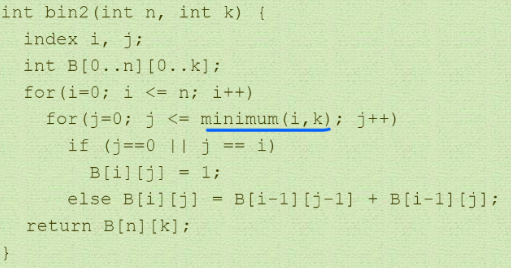 int bin2(int n, int k) {
index i, j;
int B[0..n][0..k];
for(i=0; i <= n; i++)
for(j=0; j <= minimum(i,k); j++)
if (j==0 || j == i)
B[i][j] = 1;
else B[i][j] = B[i-1][j-1] + B[i-1][j];
return B[n][k];
}